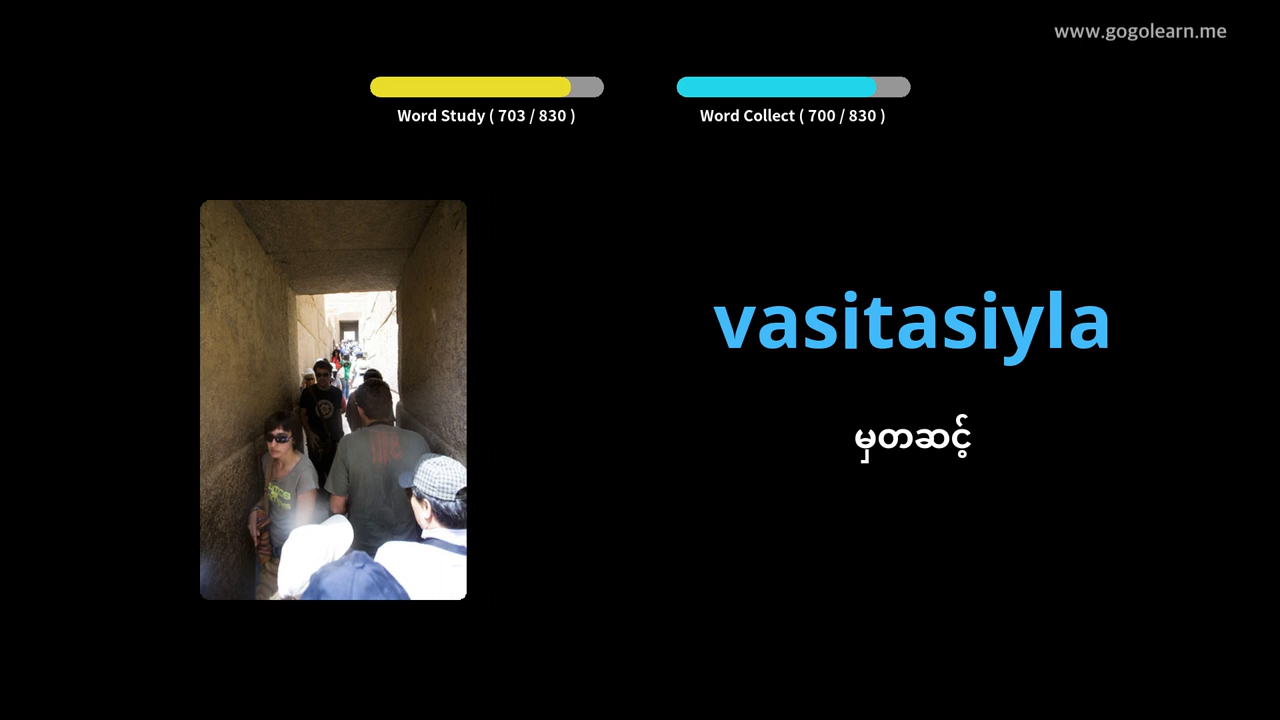 www.gogolearn.me
Word Study ( 703 / 830 )
Word Collect ( 700 / 830 )
vasitasiyla
မှတဆင့်